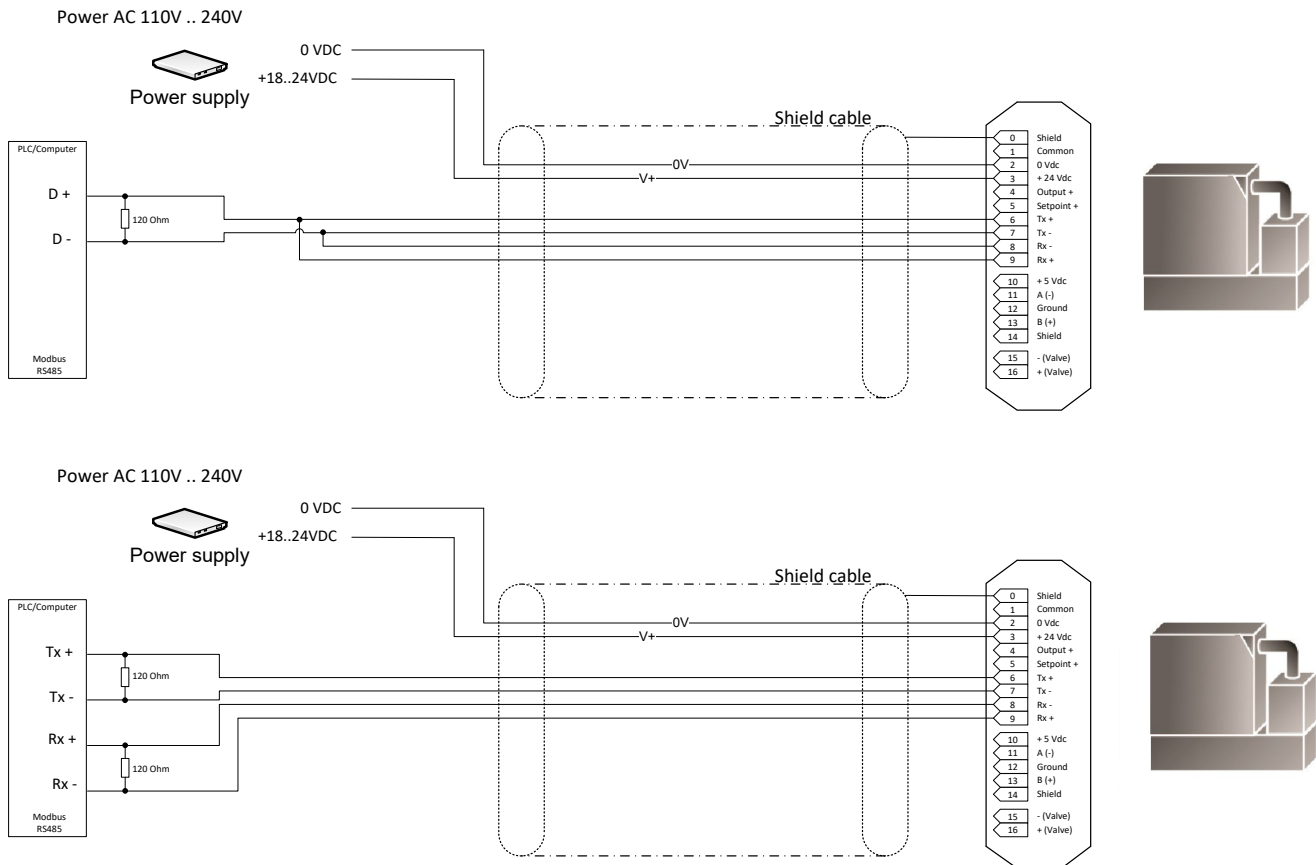 Power AC 110V .. 240V
0 VDC
+18..24VDC
Power supply
Shield cable
0V
V+
PLC/Computer
D +
120 Ohm
D -
Modbus
RS485
0 Shield
1 Common
2 0 Vdc
3 + 24 Vdc
4 Output +
5 Setpoint +
6 Tx +
7 Tx -
8 Rx -
9 Rx +
10 + 5 Vdc
11 A (-)
12 Ground
13 B (+)
14 Shield
15 - (Valve)
16 + (Valve)
Power AC 110V .. 240V
0 VDC
+18..24VDC
Power supply
Shield cable
0V
V+
PLC/Computer
Tx +
120 Ohm
Tx -
Rx +
120 Ohm
Rx -
Modbus
RS485
0 Shield
1 Common
2 0 Vdc
3 + 24 Vdc
4 Output +
5 Setpoint +
6 Tx +
7 Tx -
8 Rx -
9 Rx +
10 + 5 Vdc
11 A (-)
12 Ground
13 B (+)
14 Shield
15 - (Valve)
16 + (Valve)